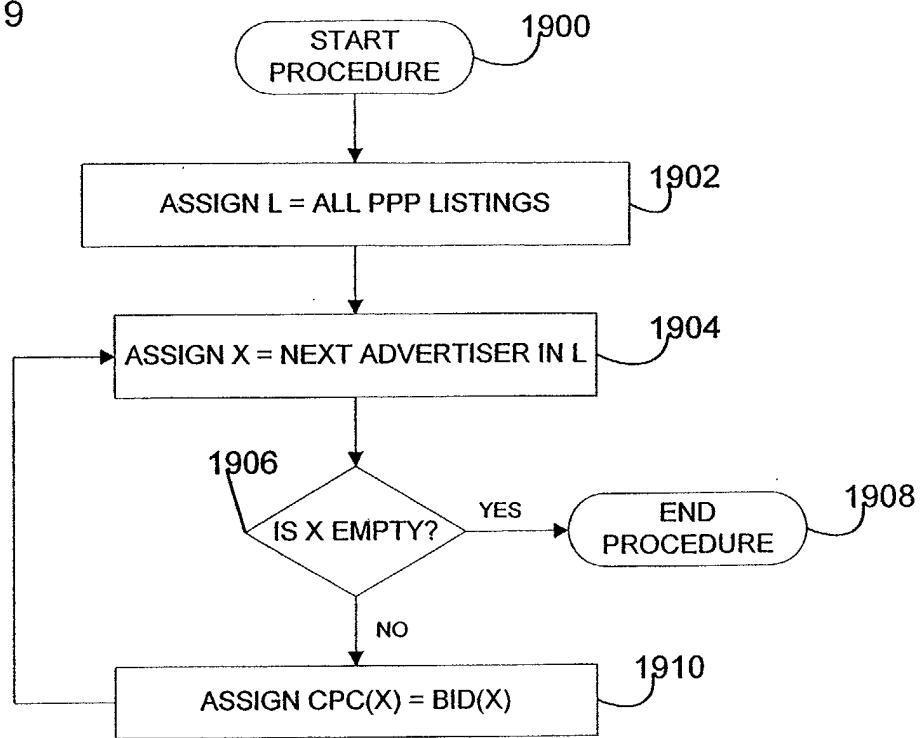 9
START
PROCEDURE
1900
ASSIGN L = ALL PPP LISTINGS
1902
ASSIGN X = NEXT ADVERTISER IN L
1904
1906
IS X EMPTY?
YES
END
PROCEDURE
1908
NO
ASSIGN CPC(X) = BID(X)
1910